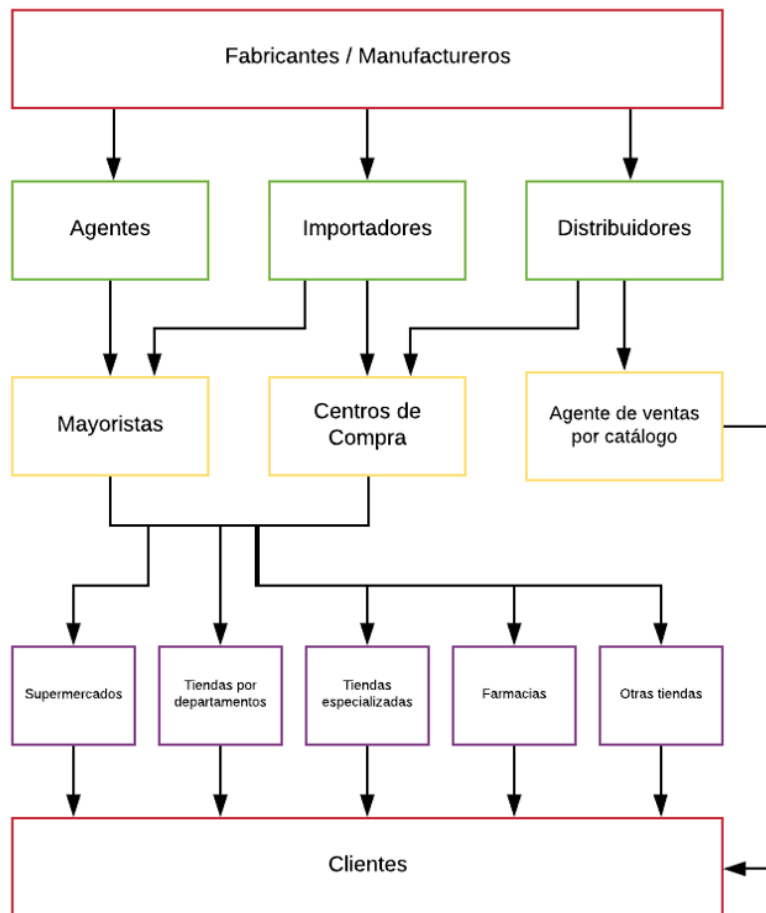 Fabricantes / Manufactureros
Agentes
Importadores
Distribuidores
Mayoristas
Centros de
Compra
Agente de ventas
por catálogo
Supermercados
Tiendas por
departamentos
Tiendas
especializadas
Farmacias
Otras tiendas
Clientes